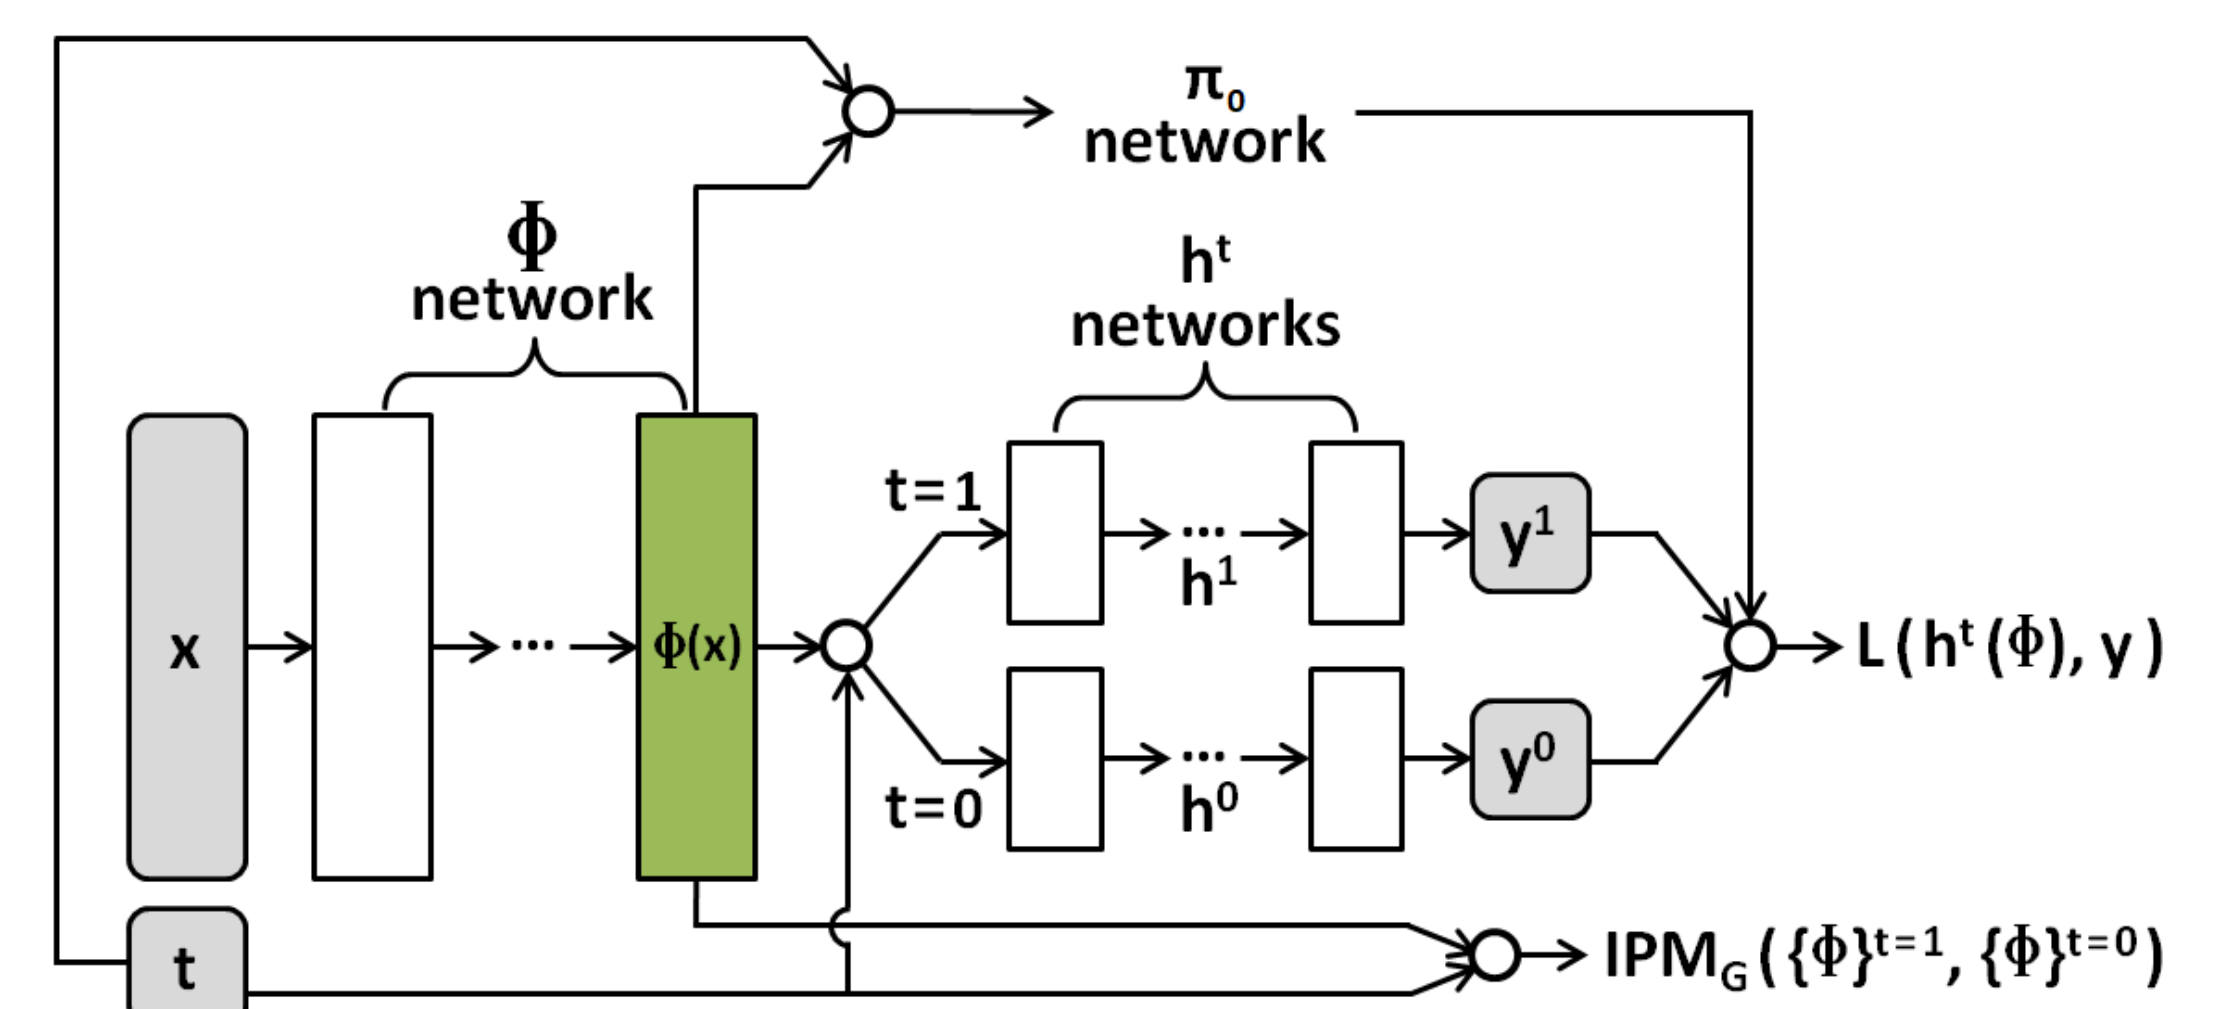 π₀
network
Φ
network
hᵗ
networks
x
...
ϕ(x)
t=1
...
h¹
y¹
t=0
...
h⁰
y⁰
L(hᵗ(Φ), y)
t
IPM_G({Φ}ᵗ⁼¹, {Φ}ᵗ⁼⁰)